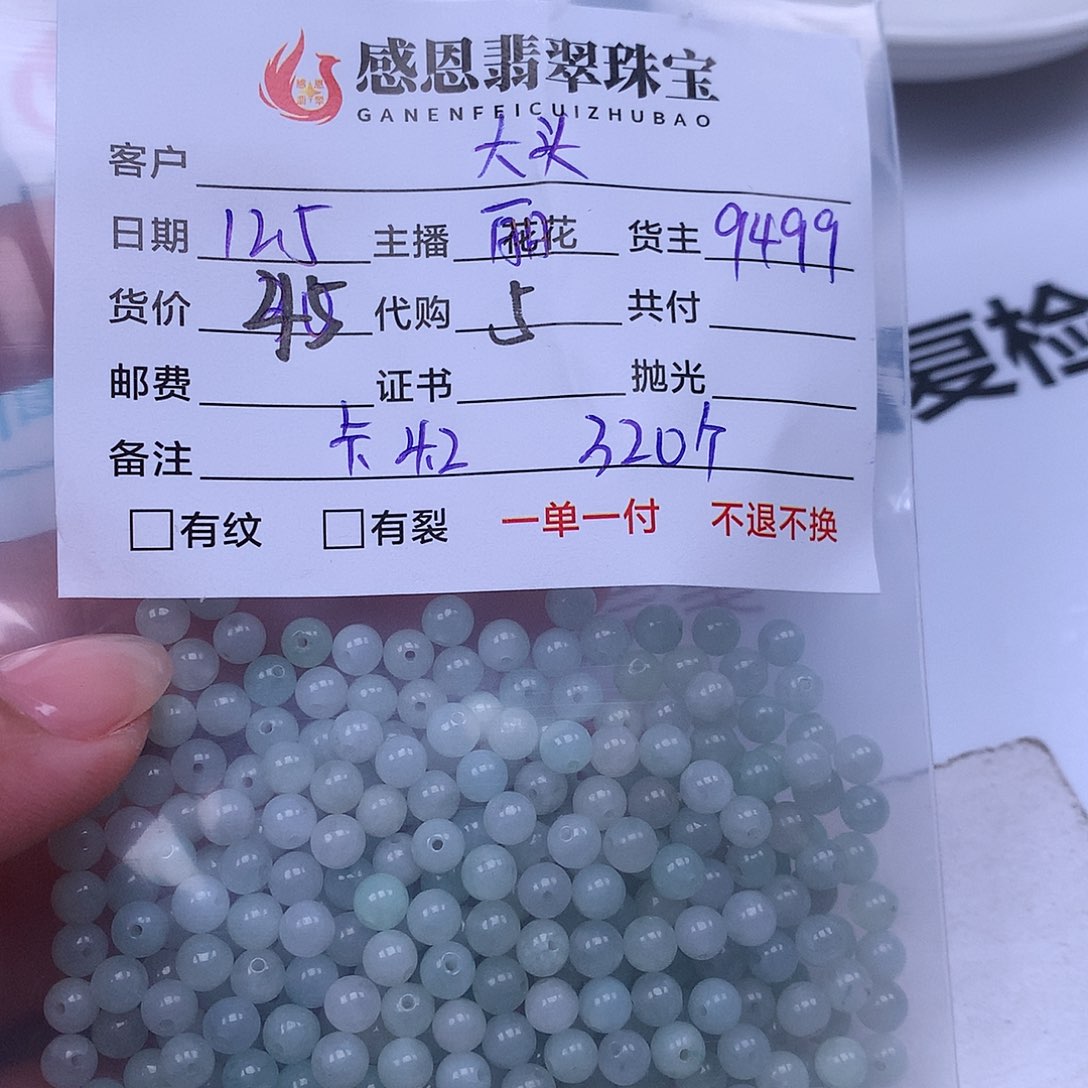 感恩翡翠珠宝
GANENFEICUIZHUBAO
客户 大头
日期 12.5 主播 花 货主 9499
货价 45 代购 5 共付
邮费 证书 抛光
备注 卡 4.2 320个
有纹 有裂 一单一付 不退不换
复检